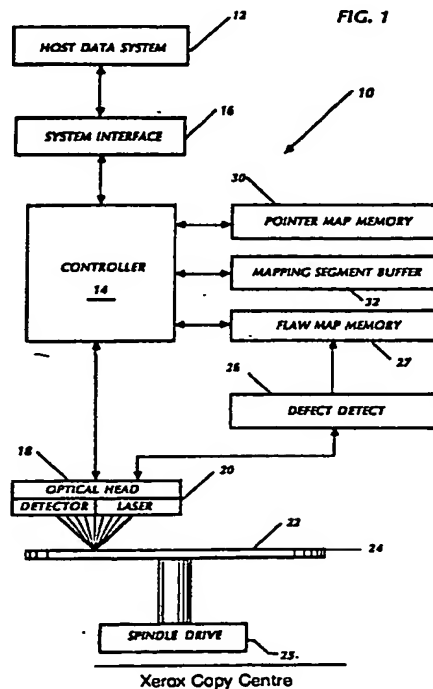 FIG. 1
12
HOST DATA SYSTEM
16
SYSTEM INTERFACE
10
30
POINTER MAP MEMORY
CONTROLLER
14
MAPPING SEGMENT BUFFER
32
FLAW MAP MEMORY
27
26
DEFECT DETECT
18
20
OPTICAL HEAD
DETECTOR LASER
22
24
SPINDLE DRIVE
25
Xerox Copy Centre